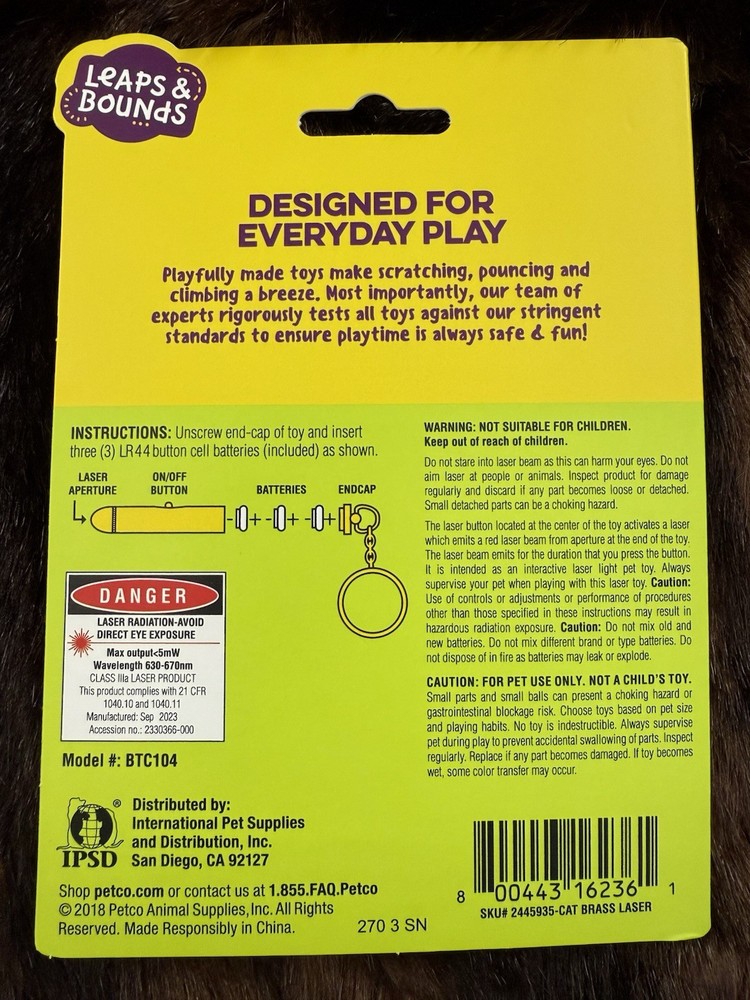 LEAPS &
BOUNDS
DESIGNED FOR
EVERYDAY PLAY
Playfully made toys make scratching, pouncing and
climbing a breeze. Most importantly, our team of
experts rigorously tests all toys against our stringent
standards to ensure playtime is always safe & fun!
INSTRUCTIONS: Unscrew end-cap of toy and insert
three (3) LR44 button cell batteries (included) as shown.
LASER
APERTURE
ON/OFF
BUTTON
BATTERIES
ENDCAP
- + - + - + -
DANGER
LASER RADIATION-AVOID
DIRECT EYE EXPOSURE
Max output<5mW
Wavelength 630-670nm
CLASS IIIa LASER PRODUCT
This product complies with 21 CFR
1040.10 and 1040.11
Manufactured: Sep 2023
Accession no.: 2330366-000
Model #: BTC104
WARNING: NOT SUITABLE FOR CHILDREN.
Keep out of reach of children.
Do not stare into laser beam as this can harm your eyes. Do not
aim laser at people or animals. Inspect product for damage
regularly and discard if any part becomes loose or detached.
Small detached parts can be a choking hazard.
The laser button located at the center of the toy activates a laser
which emits a red laser beam from aperture at the end of the toy.
The laser beam emits for the duration that you press the button.
It is intended as an interactive laser light pet toy. Always
supervise your pet when playing with this laser toy. Caution:
Use of controls or adjustments or performance of procedures
other than those specified in these instructions may result in
hazardous radiation exposure. Caution: Do not mix old and
new batteries. Do not mix different brand or type batteries. Do
not dispose of in fire as batteries may leak or explode.
CAUTION: FOR PET USE ONLY. NOT A CHILD'S TOY.
Small parts and small balls can present a choking hazard or
gastrointestinal blockage risk. Choose toys based on pet size
and playing habits. No toy is indestructible. Always supervise
pet during play to prevent accidental swallowing of parts. Inspect
regularly. Replace if any part becomes damaged. If toy becomes
wet, some color transfer may occur.
IPSD
®
Distributed by:
International Pet Supplies
and Distribution, Inc.
San Diego, CA 92127
Shop petco.com or contact us at 1.855.FAQ.Petco
© 2018 Petco Animal Supplies, Inc. All Rights
Reserved. Made Responsibly in China.
270 3 SN
8 00443 16236 1
SKU# 2445935-CAT BRASS LASER